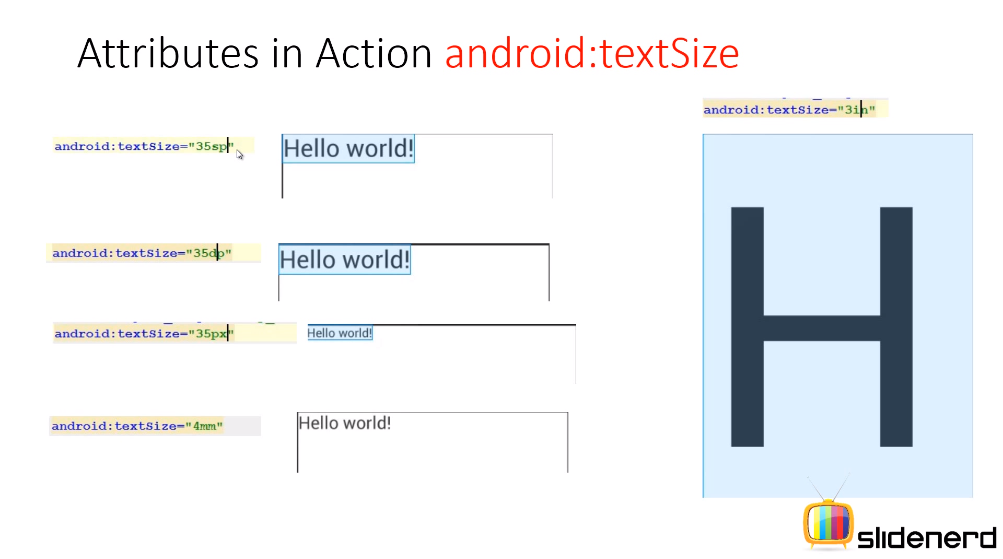 Attributes in Action android:textSize
android:textSize="3in"
android:textSize="35sp"
Hello world!
android:textSize="35dp"
Hello world!
android:textSize="35px"
Hello world!
android:textSize="4mm"
Hello world!
H
slidenerd